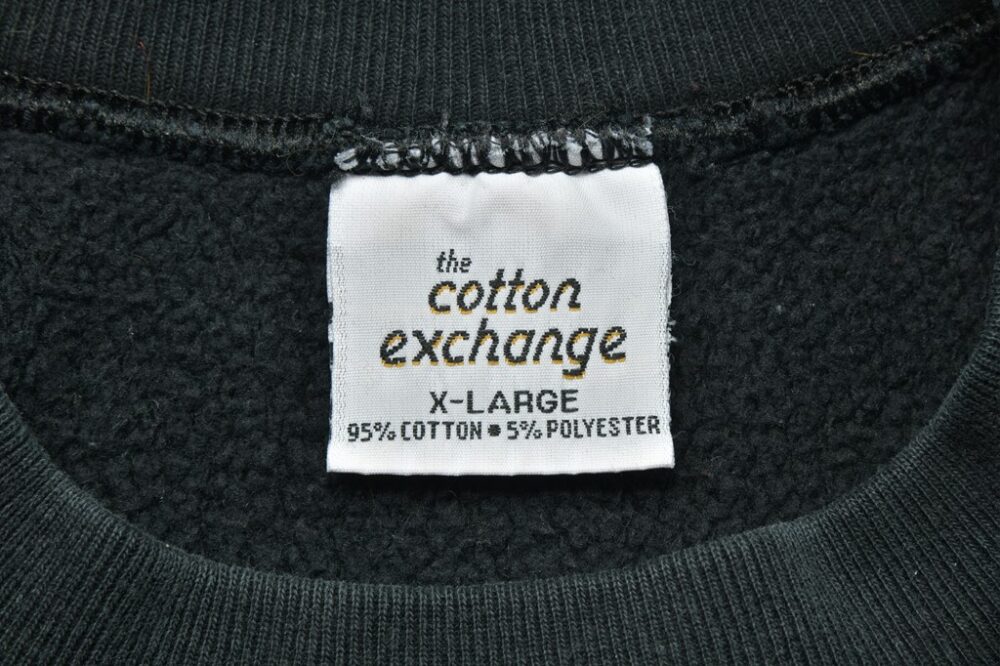 the
cotton
exchange
X-LARGE
95% COTTON • 5% POLYESTER